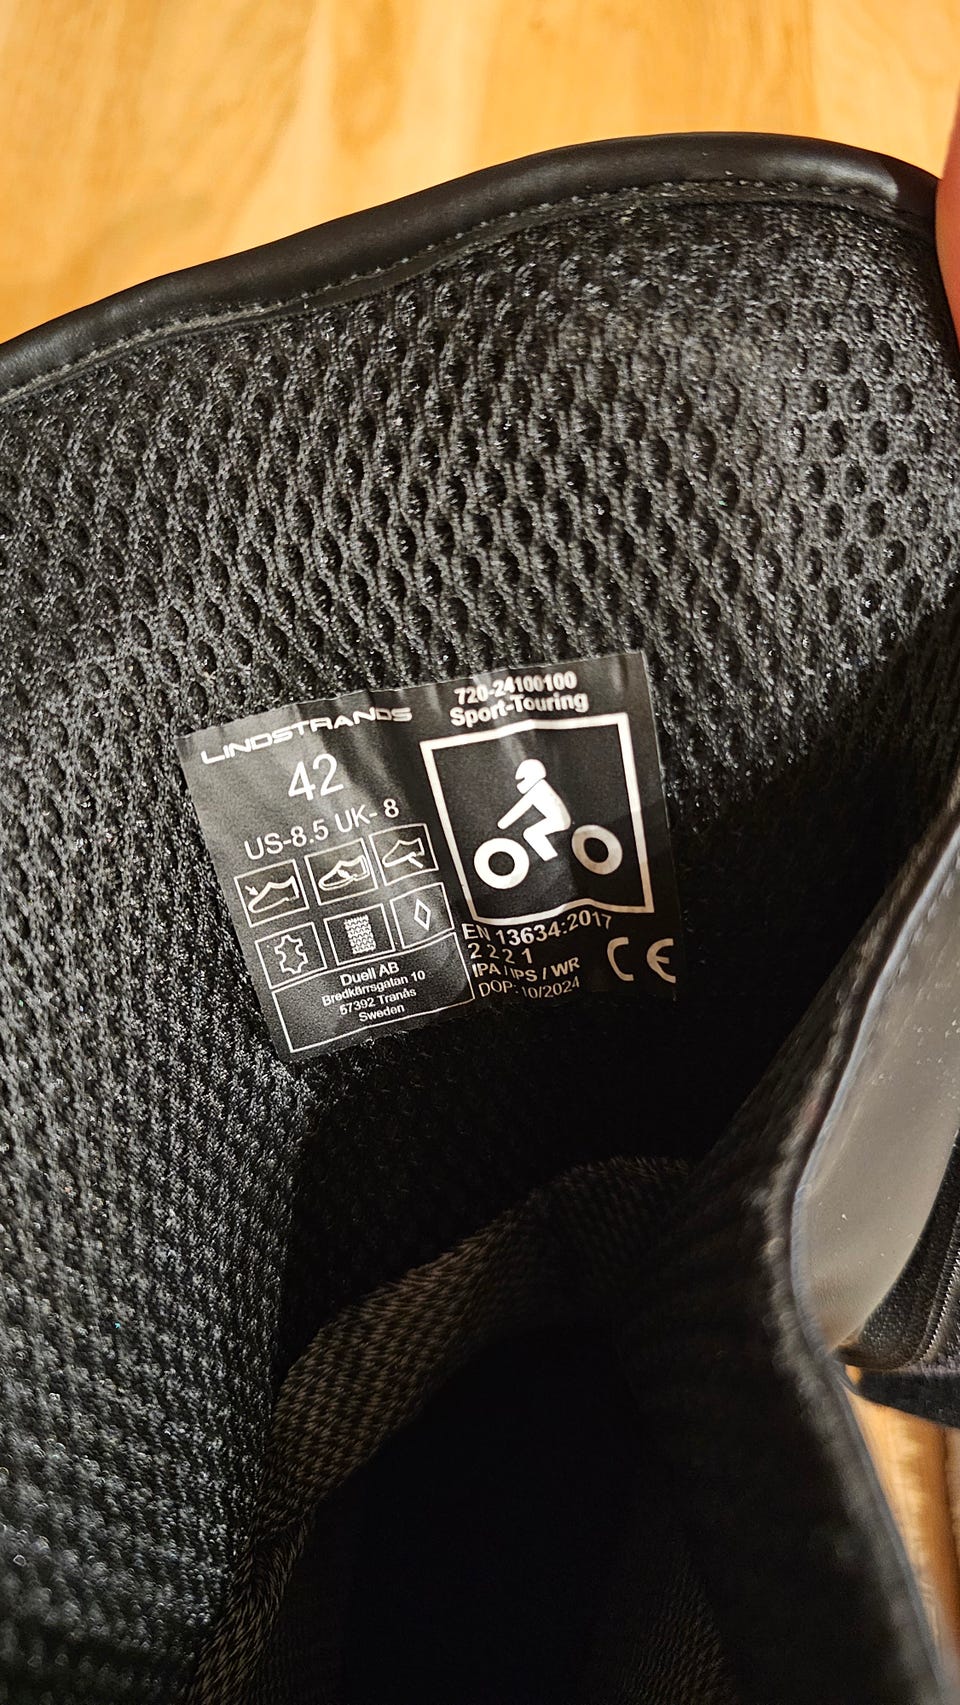 LINDSTRANDS
42
US-8.5 UK- 8
Duell AB
Bredkärrsgatan 10
57392 Tranås
Sweden
720-24100100
Sport-Touring
EN 13634:2017
2 2 2 1
IPA / IPS / WR
DOP: 10/2024
CE